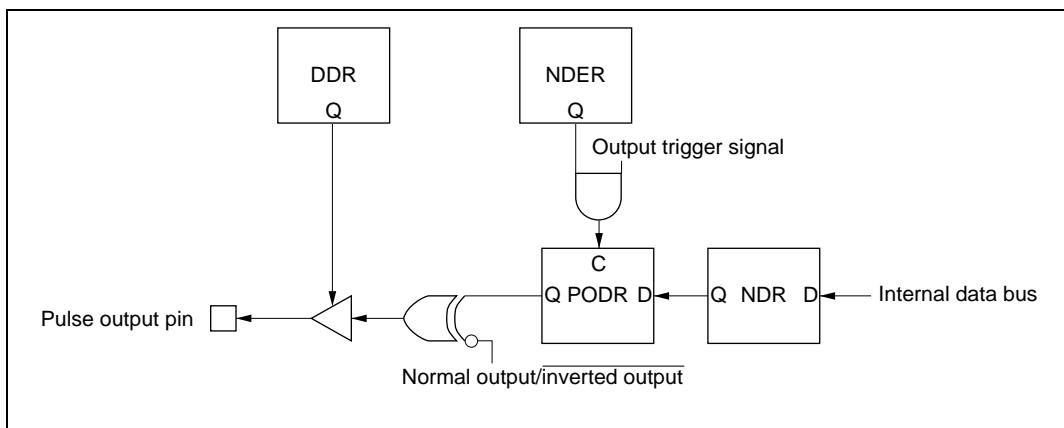 DDR
Q
NDER
Q
Output trigger signal
C
Q PODR D
Q NDR D
Internal data bus
Pulse output pin
Normal output/inverted output